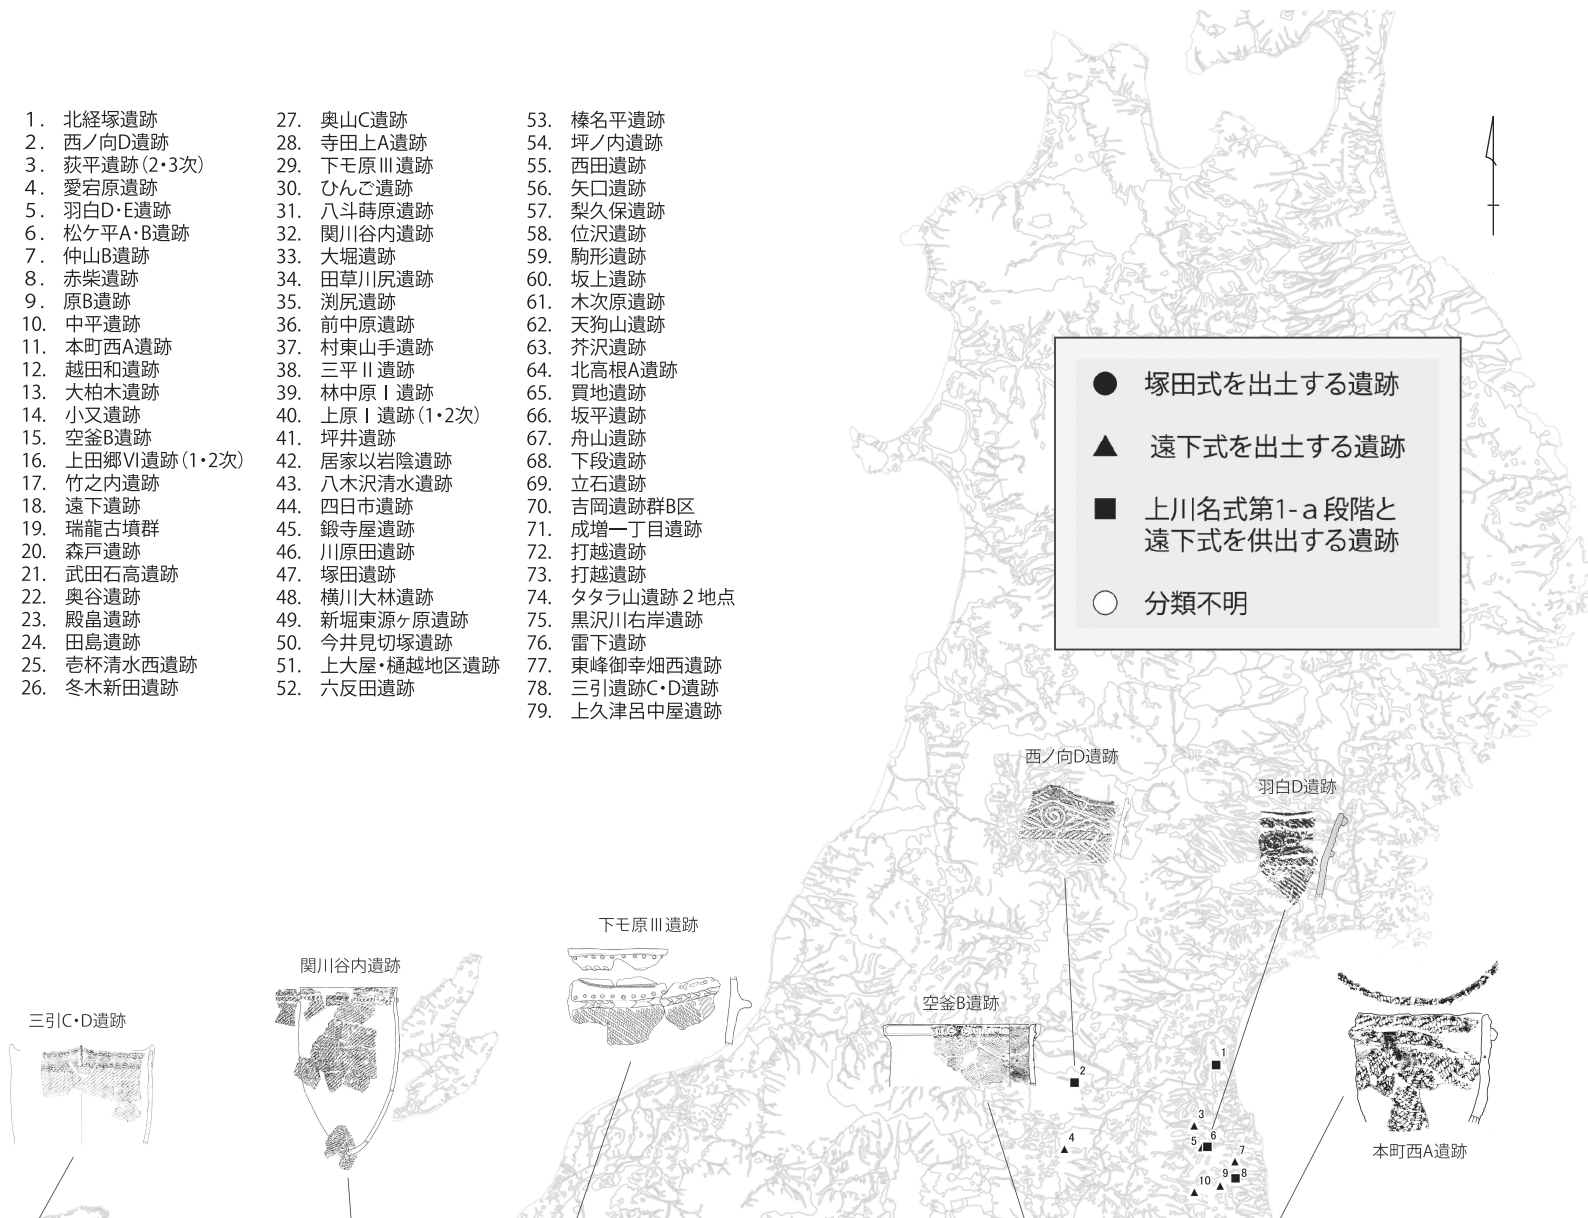 1. 北経塚遺跡
2. 西ノ向D遺跡
3. 荻平遺跡(2・3次)
4. 愛宕原遺跡
5. 羽白D・E遺跡
6. 松ケ平A・B遺跡
7. 仲山B遺跡
8. 赤柴遺跡
9. 原B遺跡
10. 中平遺跡
11. 本町西A遺跡
12. 越田和遺跡
13. 大柏木遺跡
14. 小又遺跡
15. 空釜B遺跡
16. 上田郷Ⅵ遺跡(1・2次)
17. 竹之内遺跡
18. 遠下遺跡
19. 瑞龍古墳群
20. 森戸遺跡
21. 武田石高遺跡
22. 奥谷遺跡
23. 殿畠遺跡
24. 田島遺跡
25. 壱杯清水西遺跡
26. 冬木新田遺跡
27. 奥山C遺跡
28. 寺田上A遺跡
29. 下モ原Ⅲ遺跡
30. ひんご遺跡
31. 八斗蒔原遺跡
32. 関川谷内遺跡
33. 大堀遺跡
34. 田草川尻遺跡
35. 渕尻遺跡
36. 前中原遺跡
37. 村東山手遺跡
38. 三平Ⅱ遺跡
39. 林中原Ⅰ遺跡
40. 上原Ⅰ遺跡(1・2次)
41. 坪井遺跡
42. 居家以岩陰遺跡
43. 八木沢清水遺跡
44. 四日市遺跡
45. 鍛寺屋遺跡
46. 川原田遺跡
47. 塚田遺跡
48. 横川大林遺跡
49. 新堀東源ヶ原遺跡
50. 今井見切塚遺跡
51. 上大屋・樋越地区遺跡
52. 六反田遺跡
53. 榛名平遺跡
54. 坪ノ内遺跡
55. 西田遺跡
56. 矢口遺跡
57. 梨久保遺跡
58. 位沢遺跡
59. 駒形遺跡
60. 坂上遺跡
61. 木次原遺跡
62. 天狗山遺跡
63. 芥沢遺跡
64. 北高根A遺跡
65. 買地遺跡
66. 坂平遺跡
67. 舟山遺跡
68. 下段遺跡
69. 立石遺跡
70. 吉岡遺跡群B区
71. 成増一丁目遺跡
72. 打越遺跡
73. 打越遺跡
74. タタラ山遺跡2地点
75. 黒沢川右岸遺跡
76. 雷下遺跡
77. 東峰御幸畑西遺跡
78. 三引遺跡C・D遺跡
79. 上久津呂中屋遺跡
塚田式を出土する遺跡
遠下式を出土する遺跡
上川名式第1-a段階と
遠下式を供出する遺跡
分類不明
西ノ向D遺跡
羽白D遺跡
下モ原Ⅲ遺跡
関川谷内遺跡
空釜B遺跡
三引C・D遺跡
本町西A遺跡
1
2
3
4
5
6
7
8
9
10